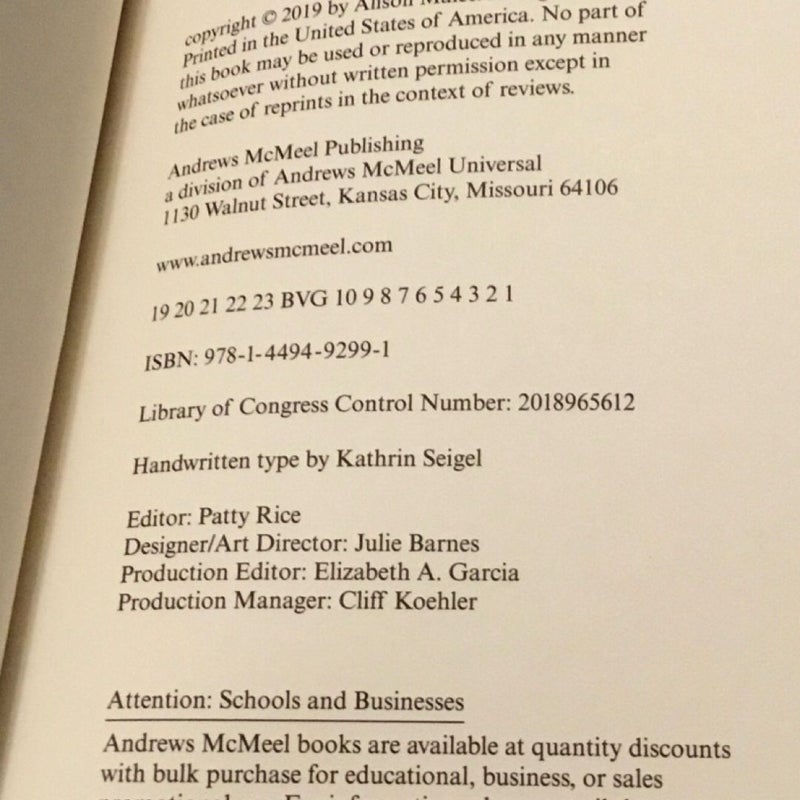 copyright © 2019 by Alison
Printed in the United States of America. No part of
this book may be used or reproduced in any manner
whatsoever without written permission except in
the case of reprints in the context of reviews.
Andrews McMeel Publishing
a division of Andrews McMeel Universal
1130 Walnut Street, Kansas City, Missouri 64106
www.andrewsmcmeel.com
19 20 21 22 23 BVG 10 9 8 7 6 5 4 3 2 1
ISBN: 978-1-4494-9299-1
Library of Congress Control Number: 2018965612
Handwritten type by Kathrin Seigel
Editor: Patty Rice
Designer/Art Director: Julie Barnes
Production Editor: Elizabeth A. Garcia
Production Manager: Cliff Koehler
Attention: Schools and Businesses
Andrews McMeel books are available at quantity discounts
with bulk purchase for educational, business, or sales